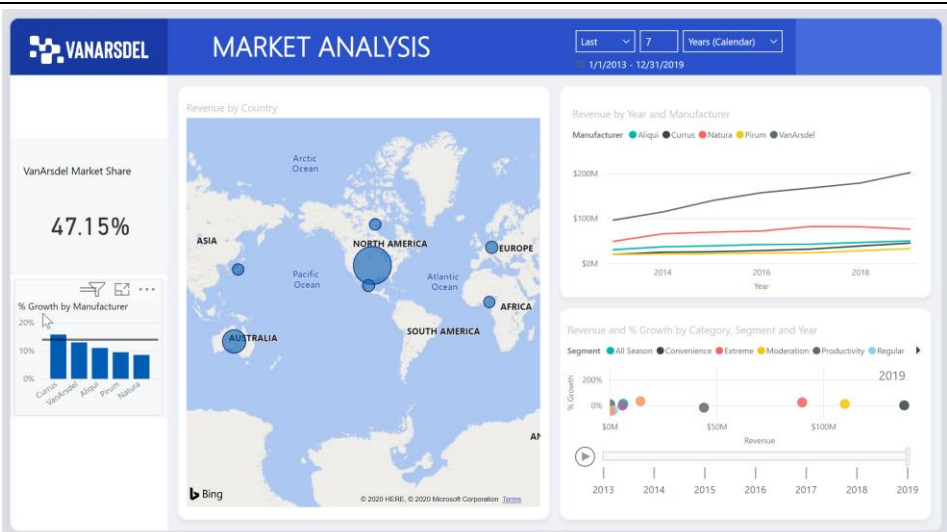 VANARSDEL
MARKET ANALYSIS
Last
7
Years (Calendar)
1/1/2013 - 12/31/2019
VanArsdel Market Share
47.15%
% Growth by Manufacturer
20%
10%
0%
Currus
VanArsdel
Aliqui
Pirum
Natura
Revenue by Country
Arctic
Ocean
ASIA
NORTH AMERICA
EUROPE
Pacific
Ocean
Atlantic
Ocean
AFRICA
SOUTH AMERICA
AUSTRALIA
AN
Bing
© 2020 HERE, © 2020 Microsoft Corporation Terms
Revenue by Year and Manufacturer
Manufacturer Aliqui Currus Natura Pirum VanArsdel
$200M
$100M
$0M
2014 2016 2018
Year
Revenue and % Growth by Category, Segment and Year
Segment All Season Convenience Extreme Moderation Productivity Regular
2019
% Growth
200%
0%
$0M $50M $100M
Revenue
2013 2014 2015 2016 2017 2018 2019